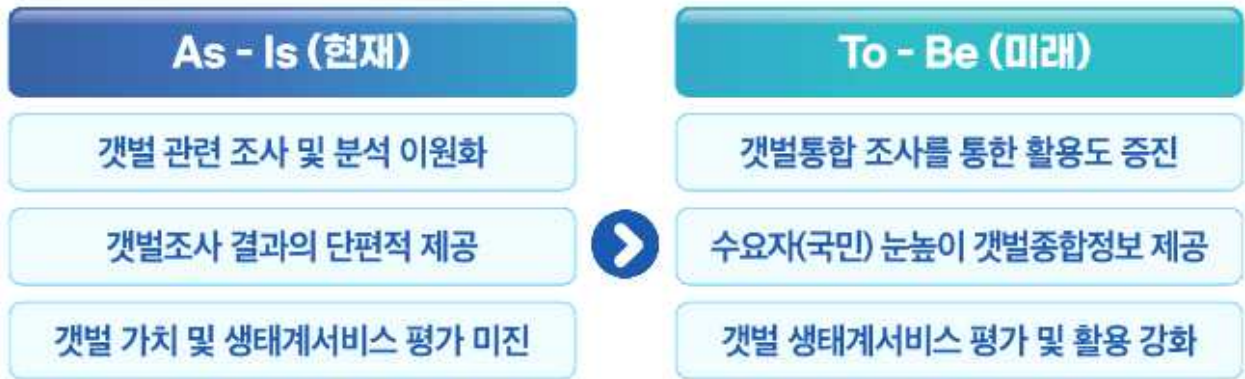 As - Is (현재)
갯벌 관련 조사 및 분석 이원화
갯벌조사 결과의 단편적 제공
갯벌 가치 및 생태계서비스 평가 미진
To - Be (미래)
갯벌통합 조사를 통한 활용도 증진
수요자(국민) 눈높이 갯벌종합정보 제공
갯벌 생태계서비스 평가 및 활용 강화